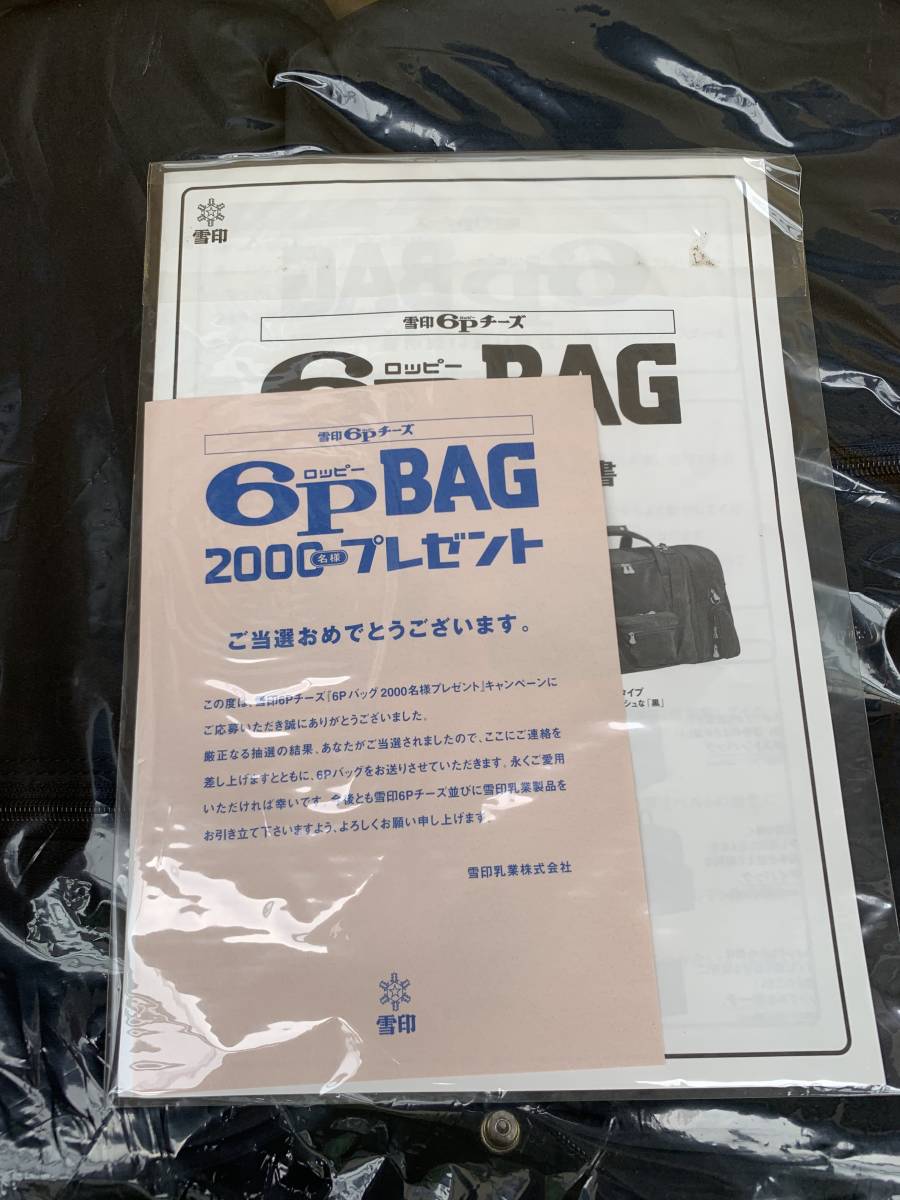 雪印
雪印6Pチーズ
ロッピー
6P BAG
書
タイプ
シュな「黒」
雪印6Pチーズ
ロッピー
6P BAG
2000名様プレゼント
ご当選おめでとうございます。
この度は、雪印6Pチーズ「6Pバッグ2000名様プレゼント」キャンペーンに
ご応募いただき誠にありがとうございました。
厳正なる抽選の結果、あなたがご当選されましたので、ここにご連絡を
差し上げますとともに、6Pバッグをお送りさせていただきます。永くご愛用
いただければ幸いです。今後とも雪印6Pチーズ並びに雪印乳業製品を
お引き立て下さいますよう、よろしくお願い申し上げます。
雪印乳業株式会社
雪印